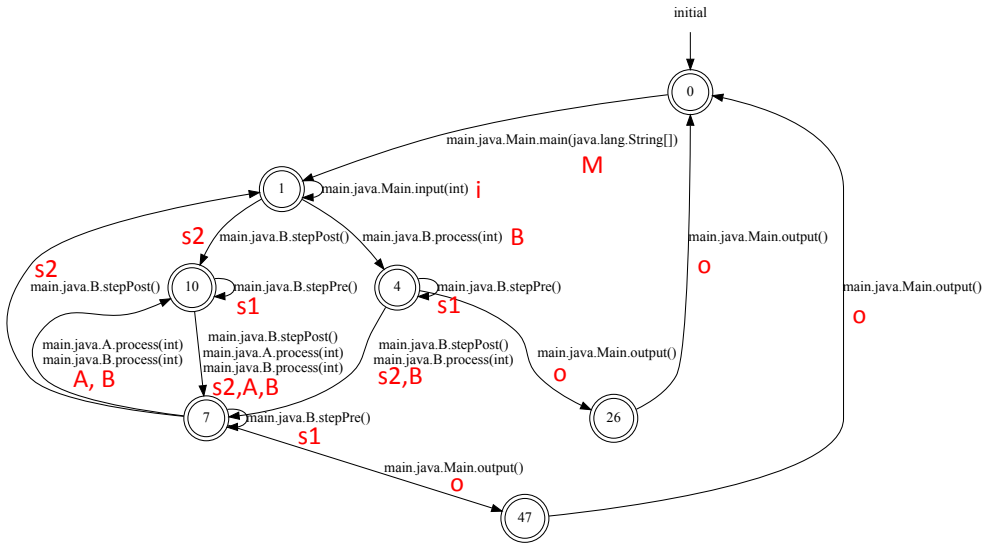 initial
0
main.java.Main.main(java.lang.String[])
M
1
main.java.Main.input(int) i
s2 main.java.B.stepPost()
main.java.B.process(int) B
main.java.Main.output()
o
s2
main.java.B.stepPost()
10
main.java.B.stepPre()
s1
4
main.java.B.stepPre()
s1
main.java.Main.output()
o
main.java.A.process(int)
main.java.B.process(int)
A, B
main.java.B.stepPost()
main.java.A.process(int)
main.java.B.process(int)
s2,A,B
main.java.B.stepPost()
main.java.B.process(int)
s2,B
main.java.Main.output()
o
7
main.java.B.stepPre()
s1
26
main.java.Main.output()
o
47